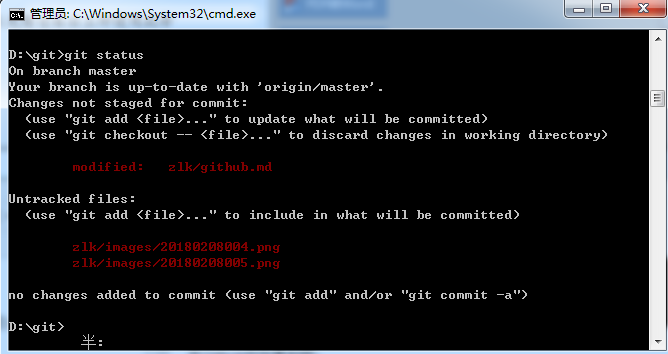 管理员: C:\Windows\System32\cmd.exe
D:\git>git status
On branch master
Your branch is up-to-date with 'origin/master'.
Changes not staged for commit:
  (use "git add <file>..." to update what will be committed)
  (use "git checkout -- <file>..." to discard changes in working directory)
        modified:   zlk/github.md
Untracked files:
  (use "git add <file>..." to include in what will be committed)
        zlk/images/20180208004.png
        zlk/images/20180208005.png
no changes added to commit (use "git add" and/or "git commit -a")
D:\git>
半: